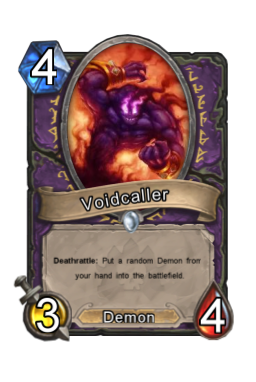 4
Voidcaller
Deathrattle: Put a random Demon from
your hand into the battlefield.
3
Demon
4